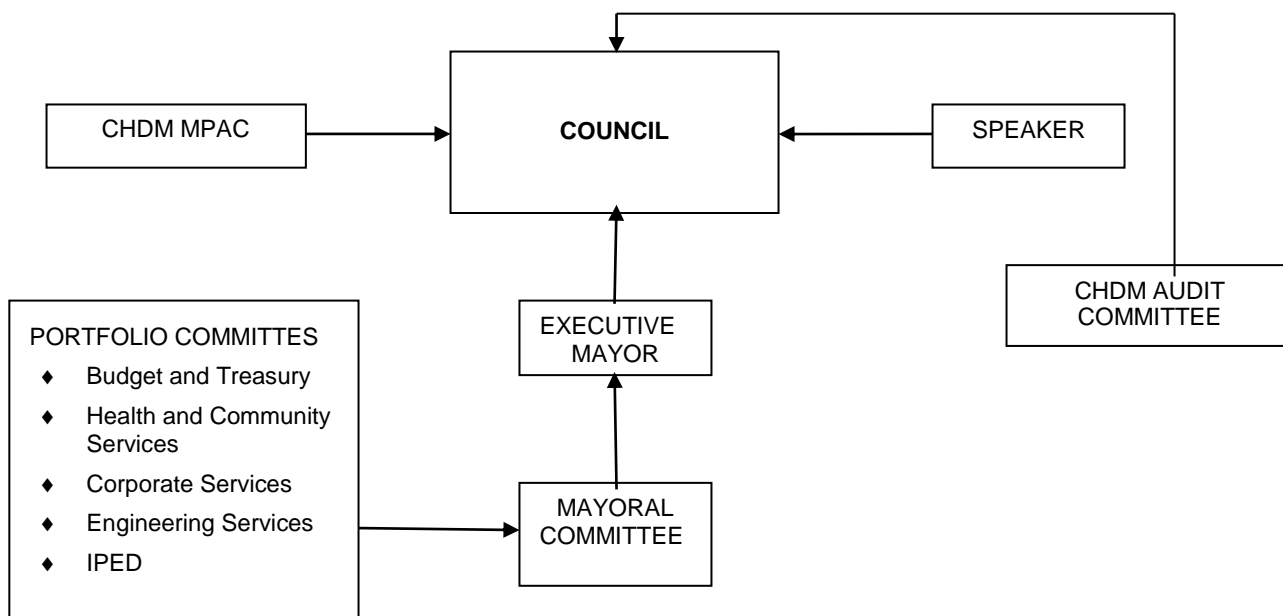 CHDM MPAC
COUNCIL
SPEAKER
CHDM AUDIT
COMMITTEE
EXECUTIVE
MAYOR
PORTFOLIO COMMITTES
♦ Budget and Treasury
♦ Health and Community
Services
♦ Corporate Services
♦ Engineering Services
♦ IPED
MAYORAL
COMMITTEE